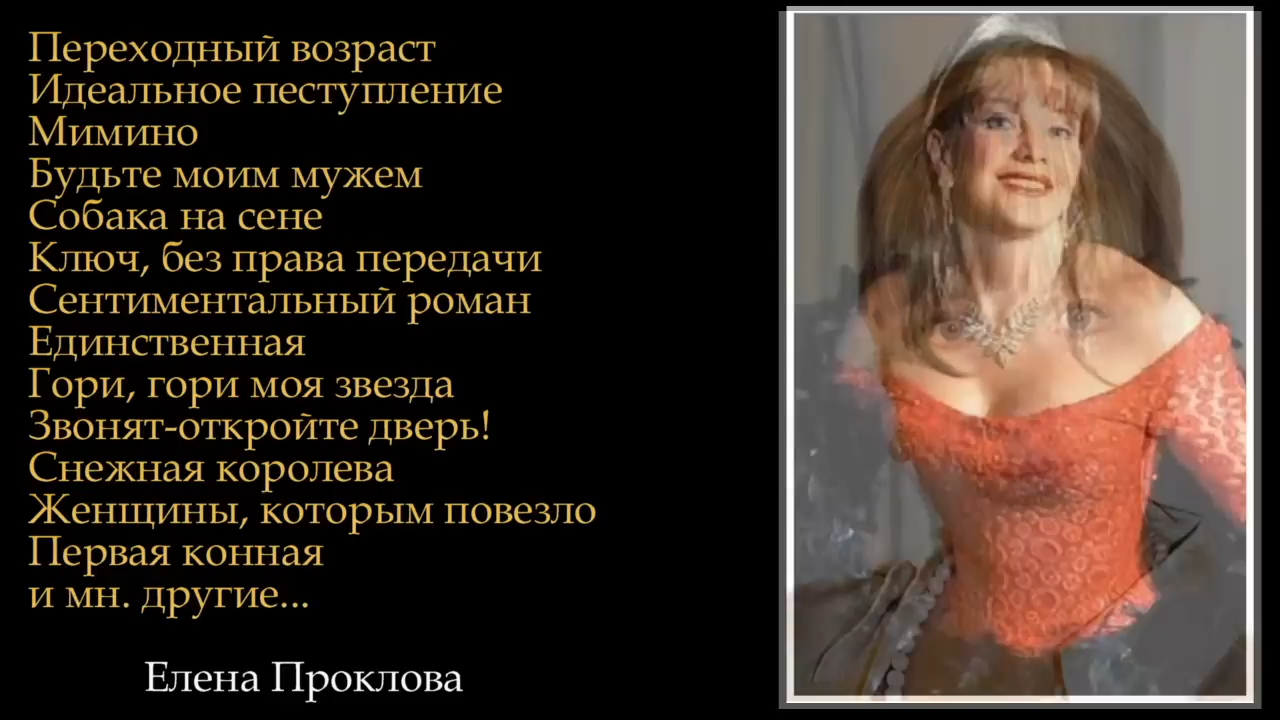 Переходный возраст
Идеальное пеступление
Мимино
Будьте моим мужем
Собака на сене
Ключ, без права передачи
Сентиментальный роман
Единственная
Гори, гори моя звезда
Звонят-откройте дверь!
Снежная королева
Женщины, которым повезло
Первая конная
и мн. другие...
Елена Проклова